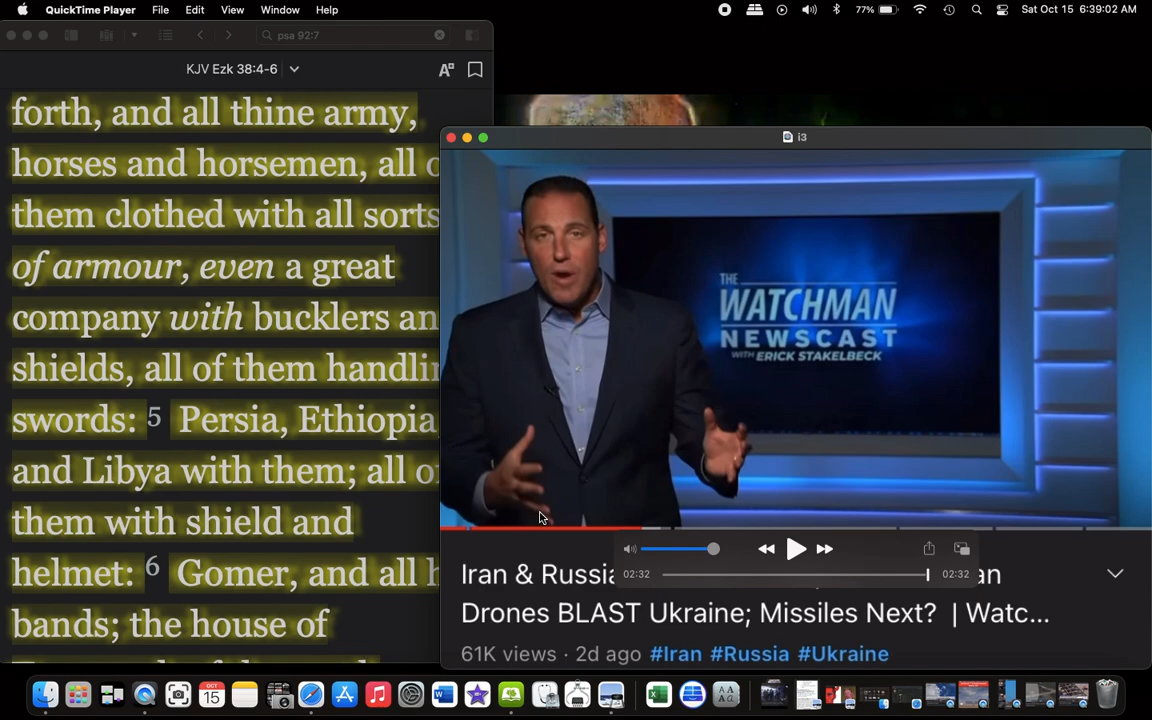 QuickTime Player File Edit View Window Help
77% Sat Oct 15 6:39:02 AM
psa 92:7
KJV Ezk 38:4-6
forth, and all thine army,
horses and horsemen, all o
them clothed with all sorts
of armour, even a great
company with bucklers an
shields, all of them handlin
swords: 5 Persia, Ethiopia
and Libya with them; all of
them with shield and
helmet: 6 Gomer, and all h
bands; the house of
i3
THE
WATCHMAN
NEWSCAST
WITH ERICK STAKELBECK
02:32 02:32
Iran & Russia an
Drones BLAST Ukraine; Missiles Next? | Watc...
61K views · 2d ago #Iran #Russia #Ukraine
OCT
15